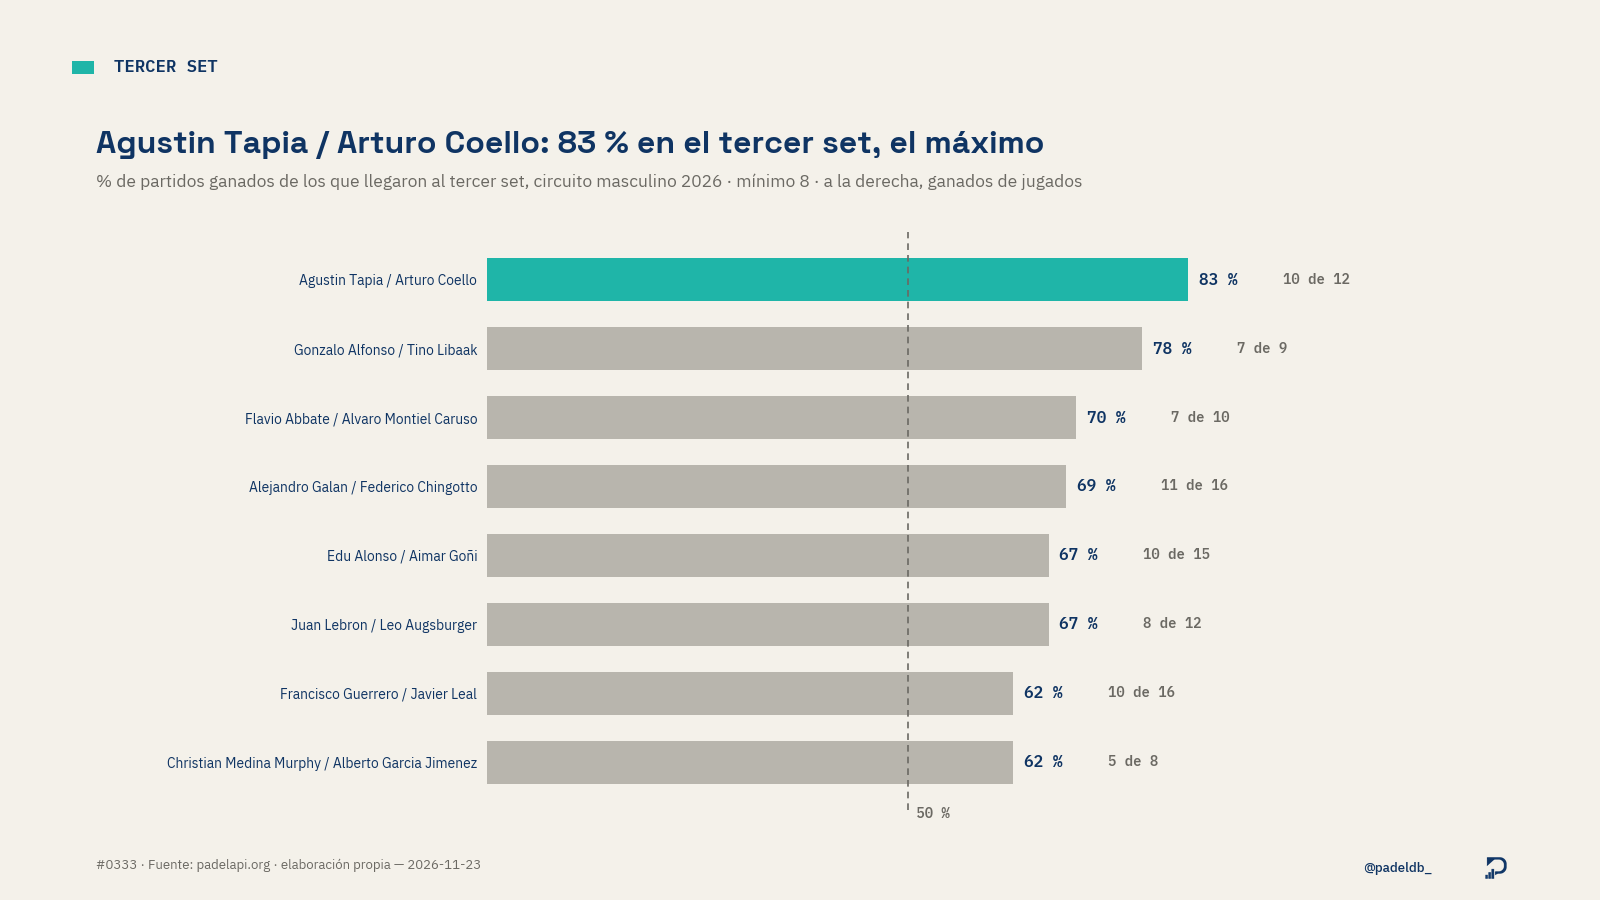 TERCER SET
Agustin Tapia / Arturo Coello: 83 % en el tercer set, el máximo
% de partidos ganados de los que llegaron al tercer set, circuito masculino 2026 · mínimo 8 · a la derecha, ganados de jugados
Agustin Tapia / Arturo Coello 83 % 10 de 12
Gonzalo Alfonso / Tino Libaak 78 % 7 de 9
Flavio Abbate / Alvaro Montiel Caruso 70 % 7 de 10
Alejandro Galan / Federico Chingotto 69 % 11 de 16
Edu Alonso / Aimar Goñi 67 % 10 de 15
Juan Lebron / Leo Augsburger 67 % 8 de 12
Francisco Guerrero / Javier Leal 62 % 10 de 16
Christian Medina Murphy / Alberto Garcia Jimenez 62 % 5 de 8
50 %
#0333 · Fuente: padelapi.org · elaboración propia — 2026-11-23
@padeldb_